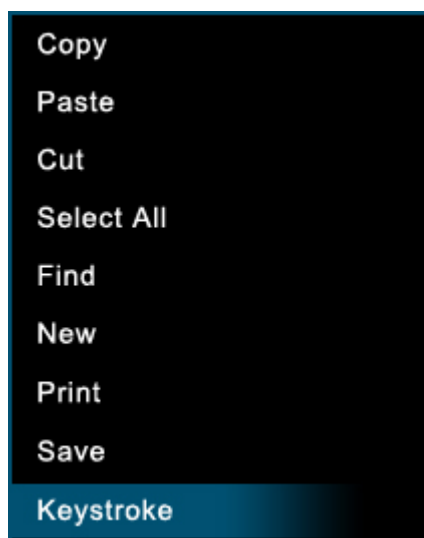 Copy
Paste
Cut
Select All
Find
New
Print
Save
Keystroke